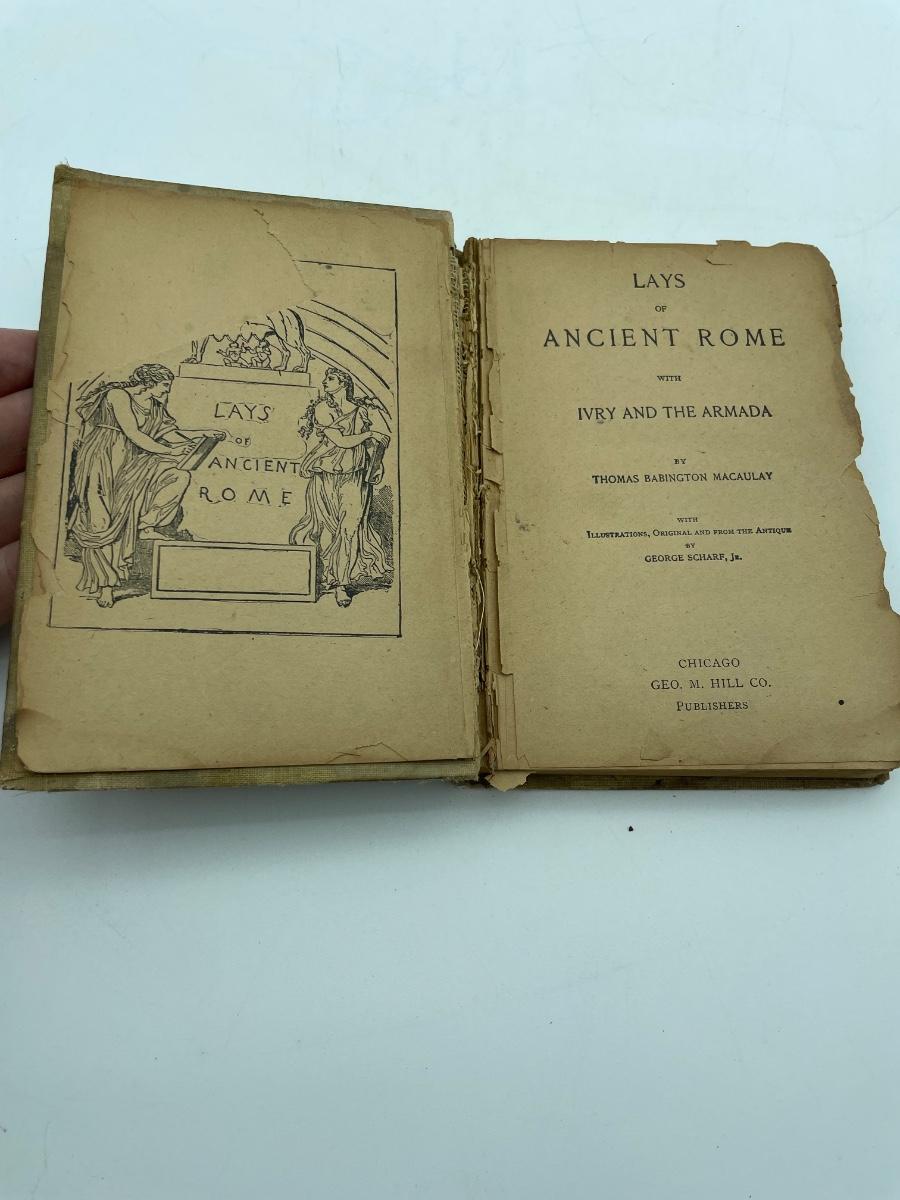 LAYS
OF
ANCIENT
ROME
LAYS
OF
ANCIENT ROME
WITH
IVRY AND THE ARMADA
BY
THOMAS BABINGTON MACAULAY
WITH
ILLUSTRATIONS, ORIGINAL AND FROM THE ANTIQUE
BY
GEORGE SCHARF, JR.
CHICAGO
GEO. M. HILL CO.
PUBLISHERS